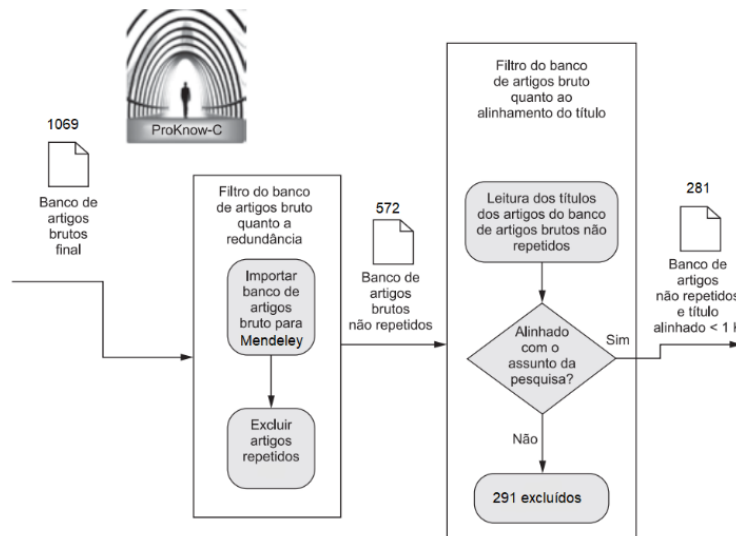 ProKnow-C
1069
Banco de
artigos
brutos
final
Filtro do banco
de artigos bruto
quanto a
redundância
Importar
banco de
artigos
bruto para
Mendeley
Excluir
artigos
repetidos
572
Banco de
artigos
brutos
não repetidos
Filtro do banco
de artigos bruto
quanto ao
alinhamento do título
Leitura dos títulos
dos artigos do banco
de artigos brutos não
repetidos
Alinhado
com o
assunto da
pesquisa?
Sim
Não
291 excluídos
281
Banco de
artigos
não repetidos
e título
alinhado < 1